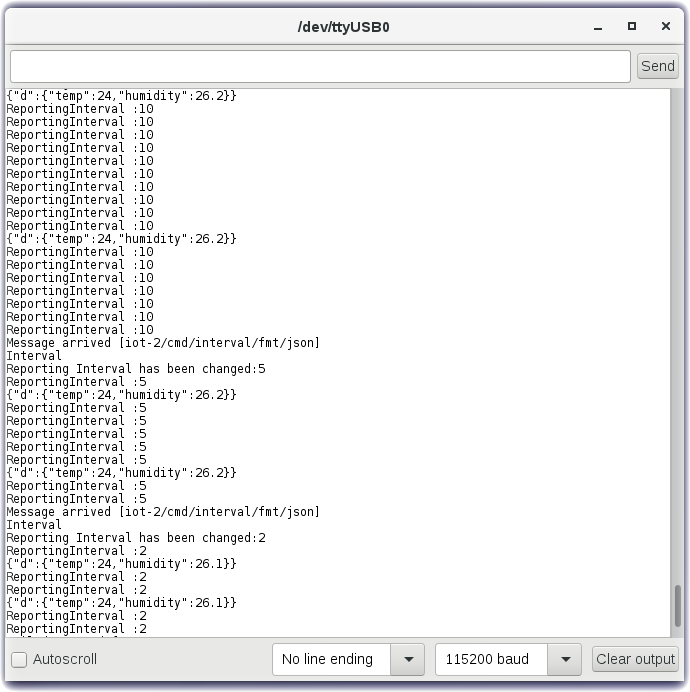 /dev/ttyUSB0
Send
{"d":{"temp":24,"humidity":26.2}}
ReportingInterval :10
ReportingInterval :10
ReportingInterval :10
ReportingInterval :10
ReportingInterval :10
ReportingInterval :10
ReportingInterval :10
ReportingInterval :10
ReportingInterval :10
ReportingInterval :10
{"d":{"temp":24,"humidity":26.2}}
ReportingInterval :10
ReportingInterval :10
ReportingInterval :10
ReportingInterval :10
ReportingInterval :10
ReportingInterval :10
ReportingInterval :10
Message arrived [iot-2/cmd/interval/fmt/json]
Interval
Reporting Interval has been changed:5
ReportingInterval :5
{"d":{"temp":24,"humidity":26.2}}
ReportingInterval :5
ReportingInterval :5
ReportingInterval :5
ReportingInterval :5
ReportingInterval :5
{"d":{"temp":24,"humidity":26.2}}
ReportingInterval :5
ReportingInterval :5
Message arrived [iot-2/cmd/interval/fmt/json]
Interval
Reporting Interval has been changed:2
ReportingInterval :2
{"d":{"temp":24,"humidity":26.1}}
ReportingInterval :2
ReportingInterval :2
{"d":{"temp":24,"humidity":26.1}}
ReportingInterval :2
ReportingInterval :2
Autoscroll
No line ending
115200 baud
Clear output